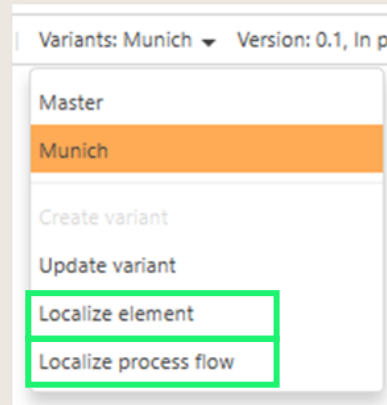 Variants: Munich Version: 0.1, In p
Master
Munich
Create variant
Update variant
Localize element
Localize process flow